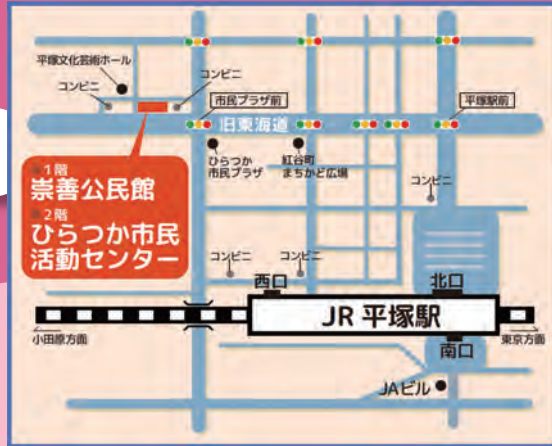 平塚文化芸術ホール
コンビニ
コンビニ
市民プラザ前
平塚駅前
旧東海道
ひらつか
市民プラザ
紅谷町
まちかど広場
コンビニ
1階
崇善公民館
2階
ひらつか市民
活動センター
コンビニ
コンビニ
西口
北口
JR 平塚駅
小田原方面
東京方面
南口
JAビル